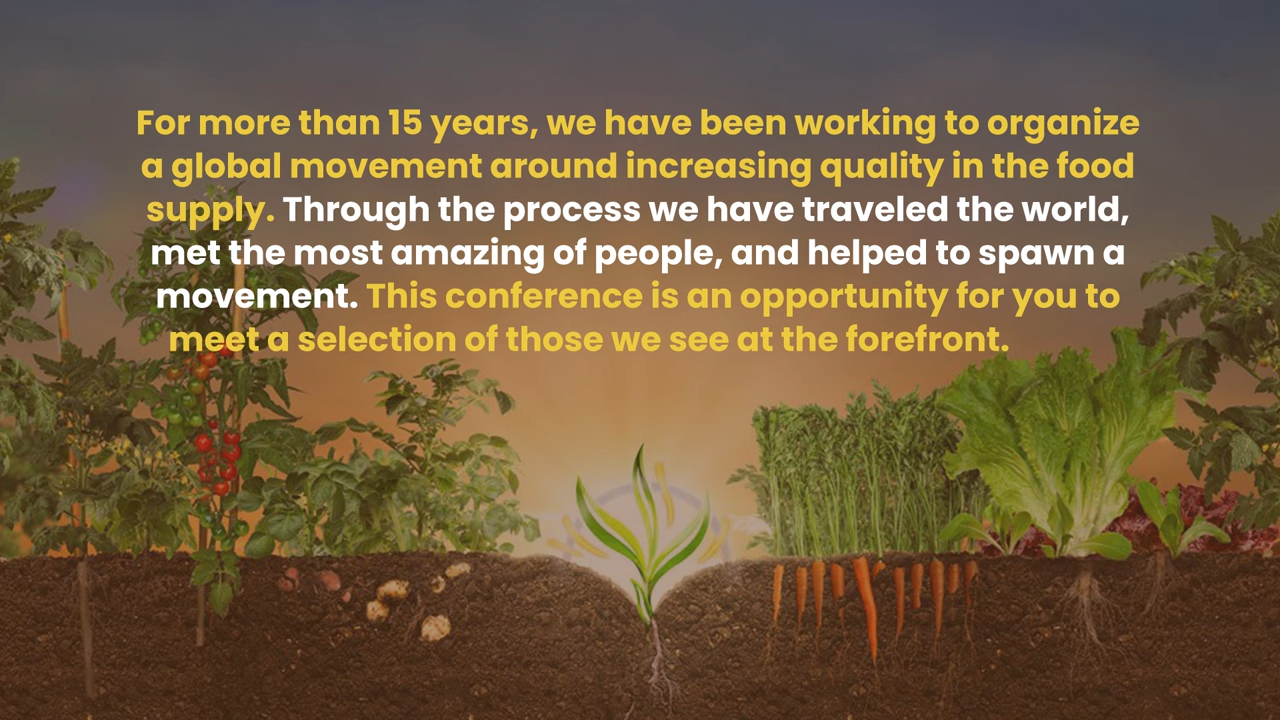 For more than 15 years, we have been working to organize
a global movement around increasing quality in the food
supply. Through the process we have traveled the world,
met the most amazing of people, and helped to spawn a
movement. This conference is an opportunity for you to
meet a selection of those we see at the forefront.